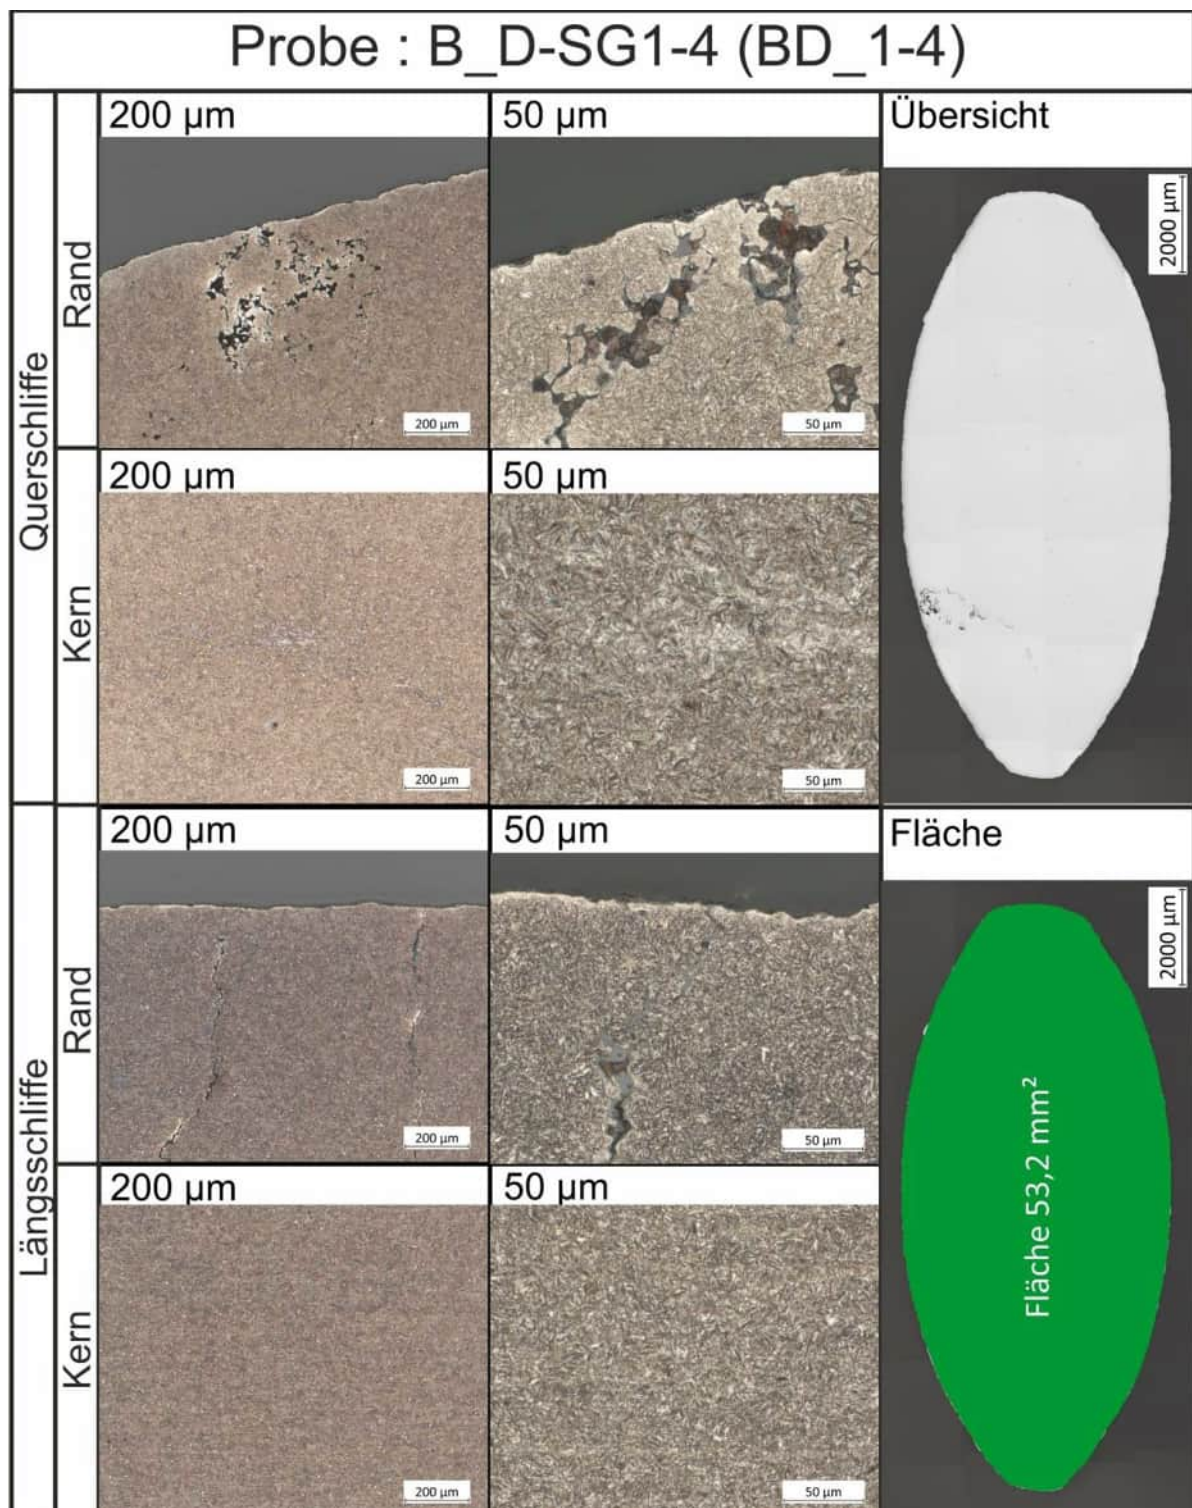 Probe : B_D-SG1-4 (BD_1-4)
Querschliffe
Rand
200 µm
200 µm
50 µm
50 µm
Kern
200 µm
200 µm
50 µm
50 µm
Übersicht
2000 µm
Längsschliffe
Rand
200 µm
200 µm
50 µm
50 µm
Kern
200 µm
200 µm
50 µm
50 µm
Fläche
2000 µm
Fläche 53,2 mm²